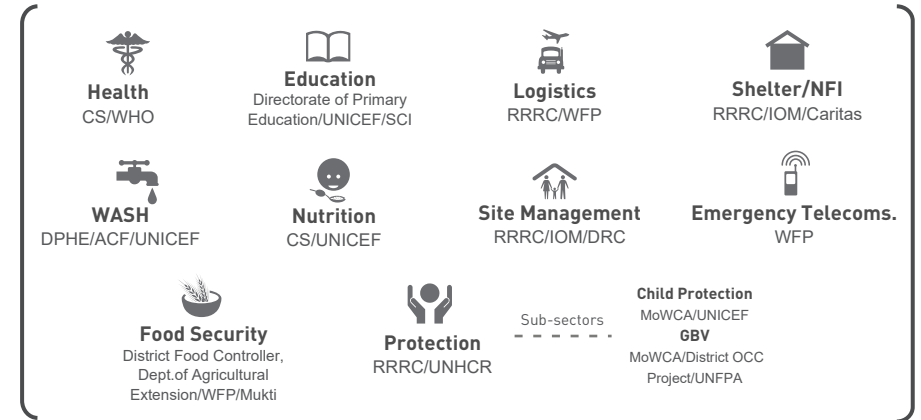 Health
CS/WHO
Education
Directorate of Primary
Education/UNICEF/SCI
Logistics
RRRC/WFP
Shelter/NFI
RRRC/IOM/Caritas
WASH
DPHE/ACF/UNICEF
Nutrition
CS/UNICEF
Site Management
RRRC/IOM/DRC
Emergency Telecoms.
WFP
Food Security
District Food Controller,
Dept.of Agricultural
Extension/WFP/Mukti
Protection
RRRC/UNHCR
Sub-sectors
Child Protection
MoWCA/UNICEF
GBV
MoWCA/District OCC
Project/UNFPA